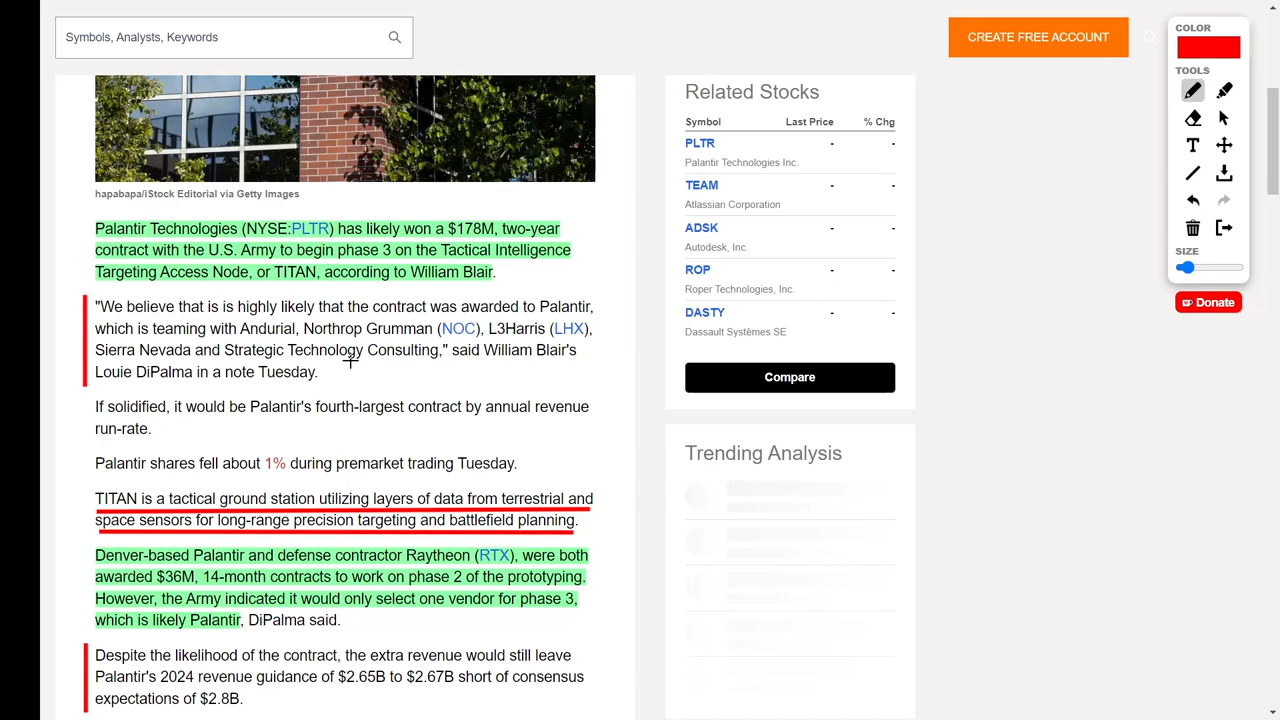 Symbols, Analysts, Keywords
CREATE FREE ACCOUNT
COLOR
TOOLS
T
SIZE
Donate
hapabapa/iStock Editorial via Getty Images
Palantir Technologies (NYSE:PLTR) has likely won a $178M, two-year
contract with the U.S. Army to begin phase 3 on the Tactical Intelligence
Targeting Access Node, or TITAN, according to William Blair.
"We believe that is is highly likely that the contract was awarded to Palantir,
which is teaming with Andurial, Northrop Grumman (NOC), L3Harris (LHX),
Sierra Nevada and Strategic Technology Consulting," said William Blair's
Louie DiPalma in a note Tuesday.
If solidified, it would be Palantir's fourth-largest contract by annual revenue
run-rate.
Palantir shares fell about 1% during premarket trading Tuesday.
TITAN is a tactical ground station utilizing layers of data from terrestrial and
space sensors for long-range precision targeting and battlefield planning.
Denver-based Palantir and defense contractor Raytheon (RTX), were both
awarded $36M, 14-month contracts to work on phase 2 of the prototyping.
However, the Army indicated it would only select one vendor for phase 3,
which is likely Palantir, DiPalma said.
Despite the likelihood of the contract, the extra revenue would still leave
Palantir's 2024 revenue guidance of $2.65B to $2.67B short of consensus
expectations of $2.8B.
Related Stocks
Symbol Last Price % Chg
PLTR - -
Palantir Technologies Inc.
TEAM - -
Atlassian Corporation
ADSK - -
Autodesk, Inc.
ROP - -
Roper Technologies, Inc.
DASTY - -
Dassault Systèmes SE
Compare
Trending Analysis